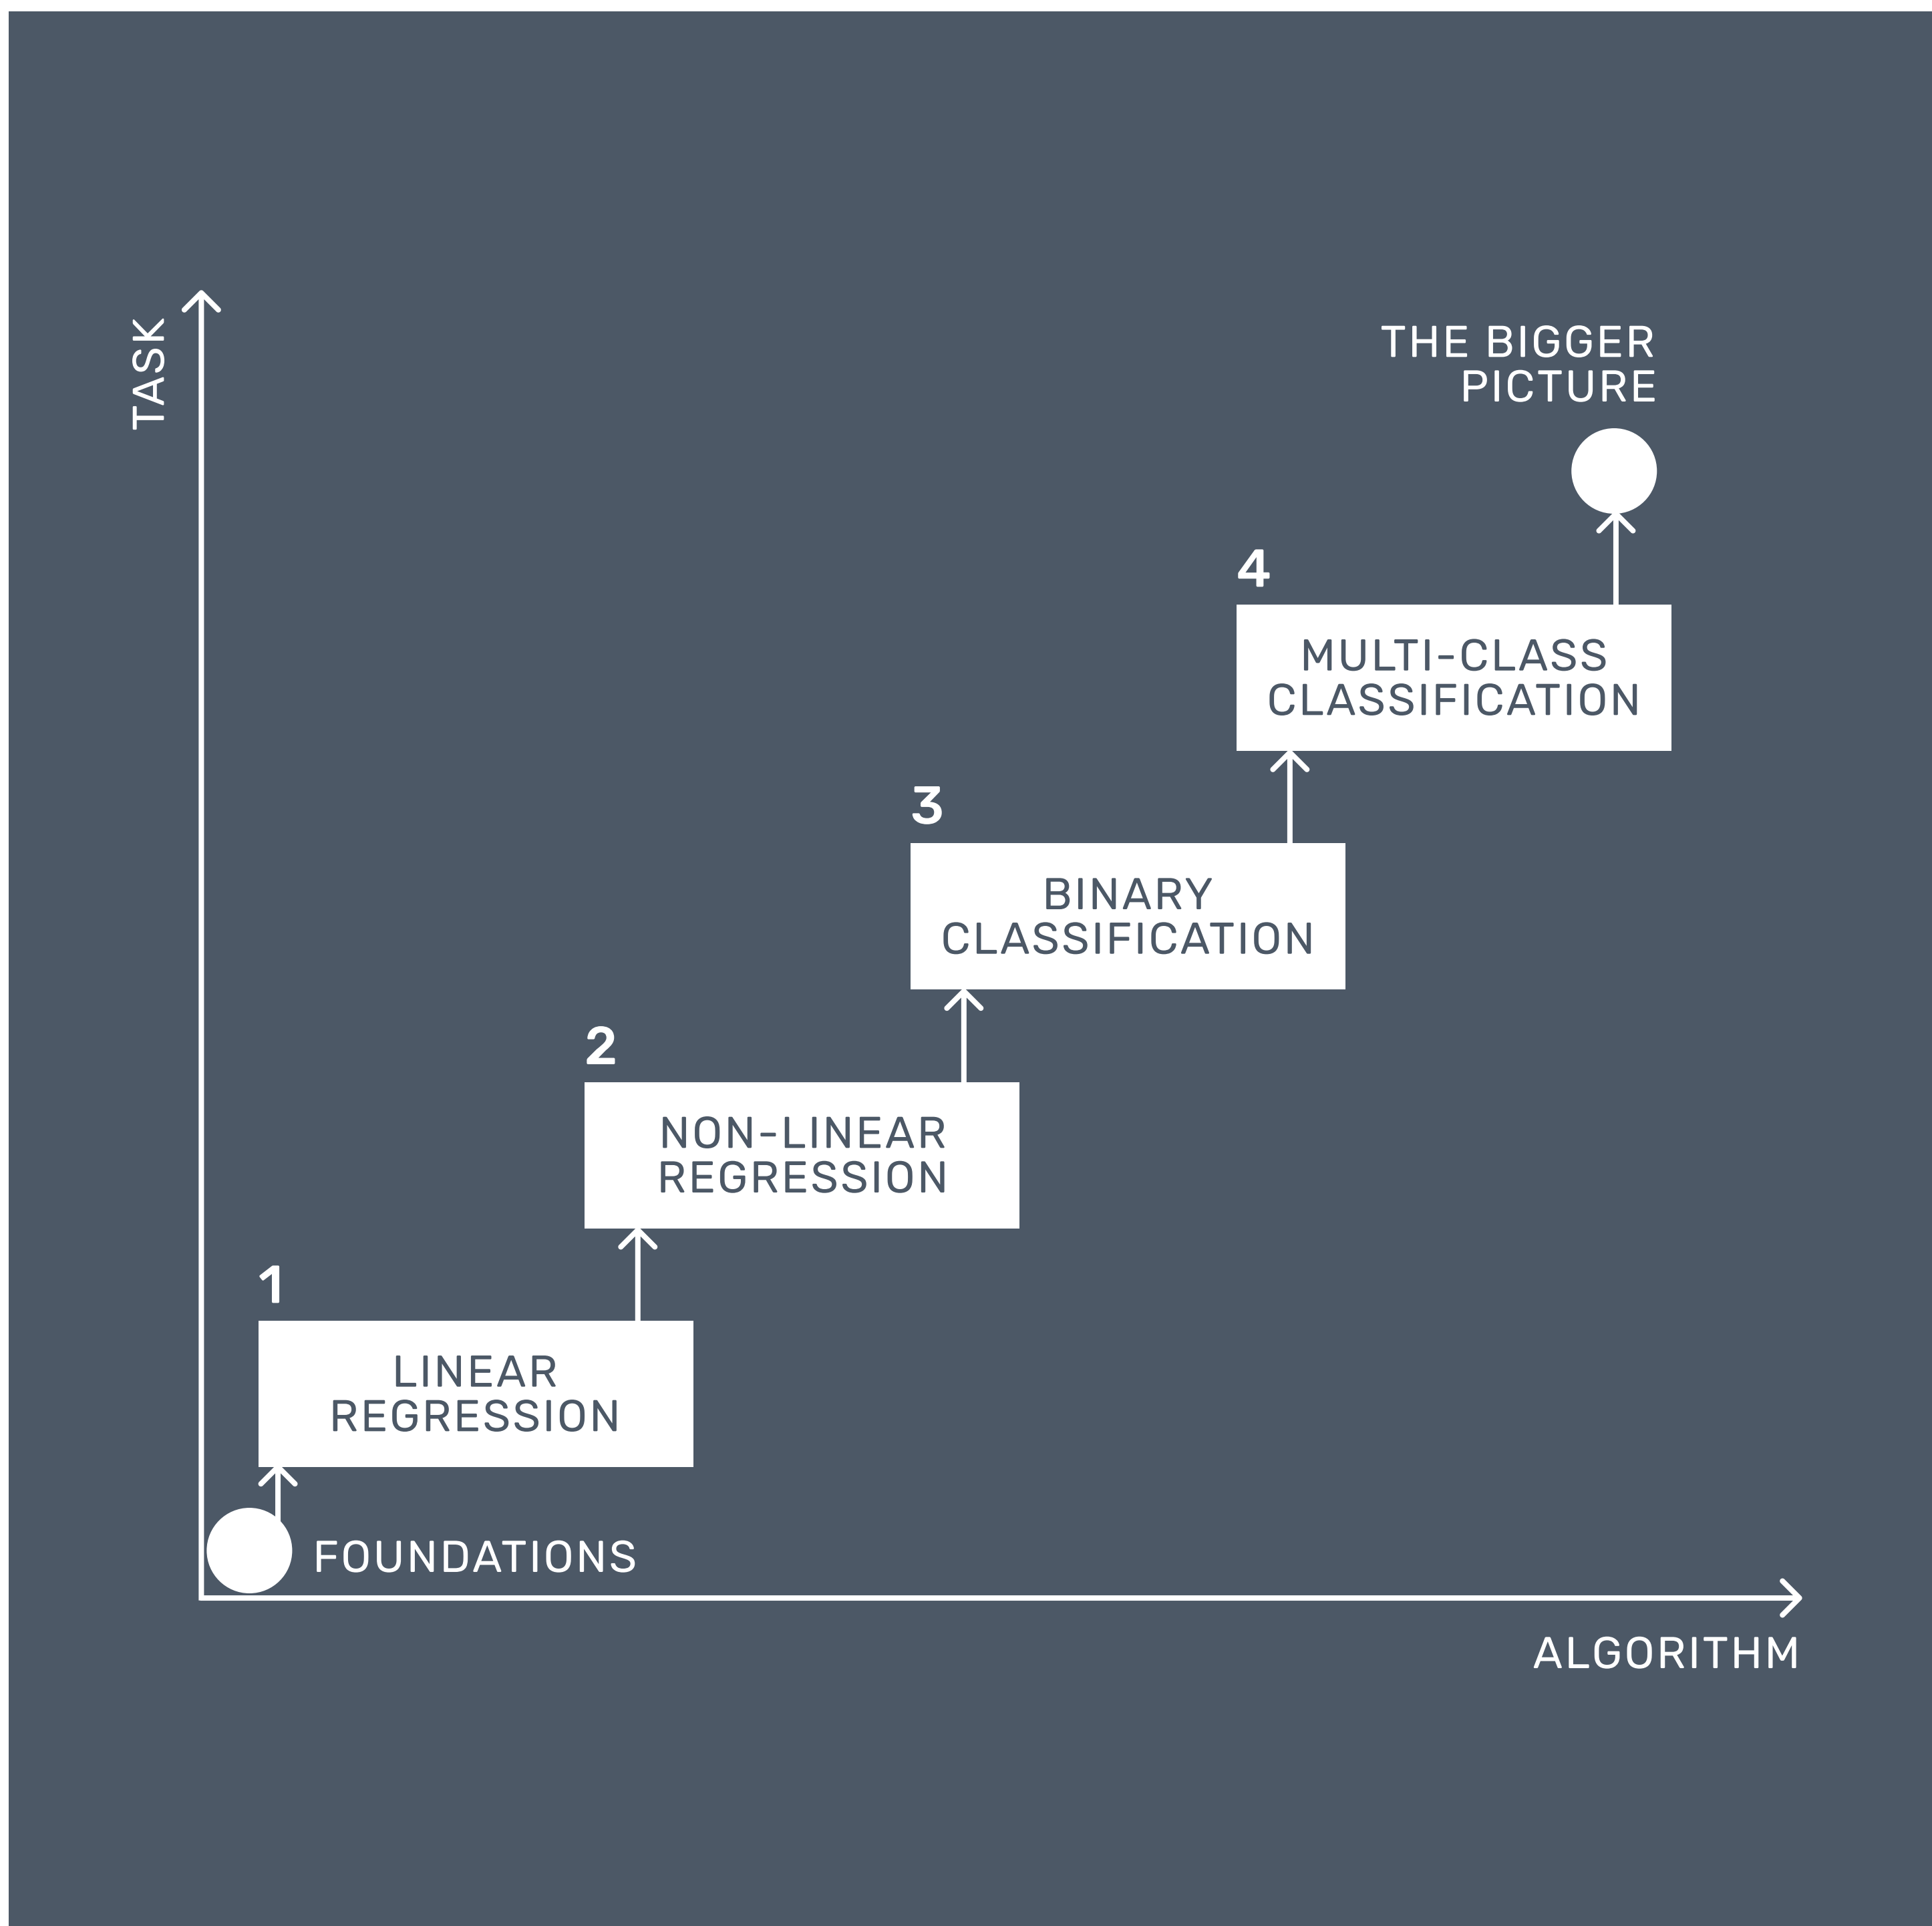 TASK
THE BIGGER
PICTURE
4
MULTI-CLASS
CLASSIFICATION
3
BINARY
CLASSIFICATION
2
NON-LINEAR
REGRESSION
1
LINEAR
REGRESSION
FOUNDATIONS
ALGORITHM